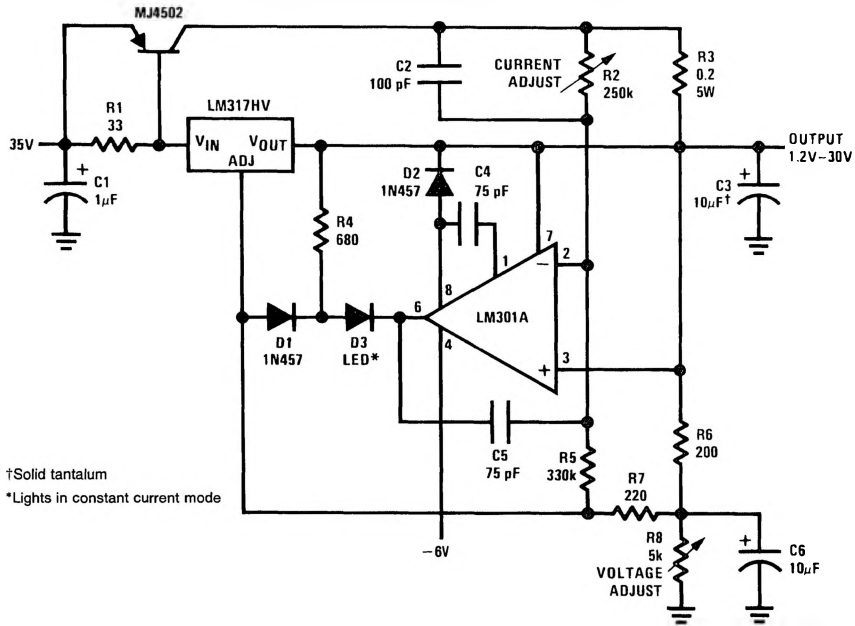 MJ4502
C2
100 pF
CURRENT
ADJUST
R2
250k
R3
0.2
5W
R1
33
LM317HV
35V
VIN
VOUT
ADJ
OUTPUT
1.2V~30V
C1
1µF
+
D2
1N457
C4
75 pF
C3
10µF†
+
R4
680
1
7
2
8
−
6
LM301A
4
+
3
D1
1N457
D3
LED*
C5
75 pF
R5
330k
R6
200
R7
220
†Solid tantalum
*Lights in constant current mode
−6V
R8
5k
VOLTAGE
ADJUST
+
C6
10µF